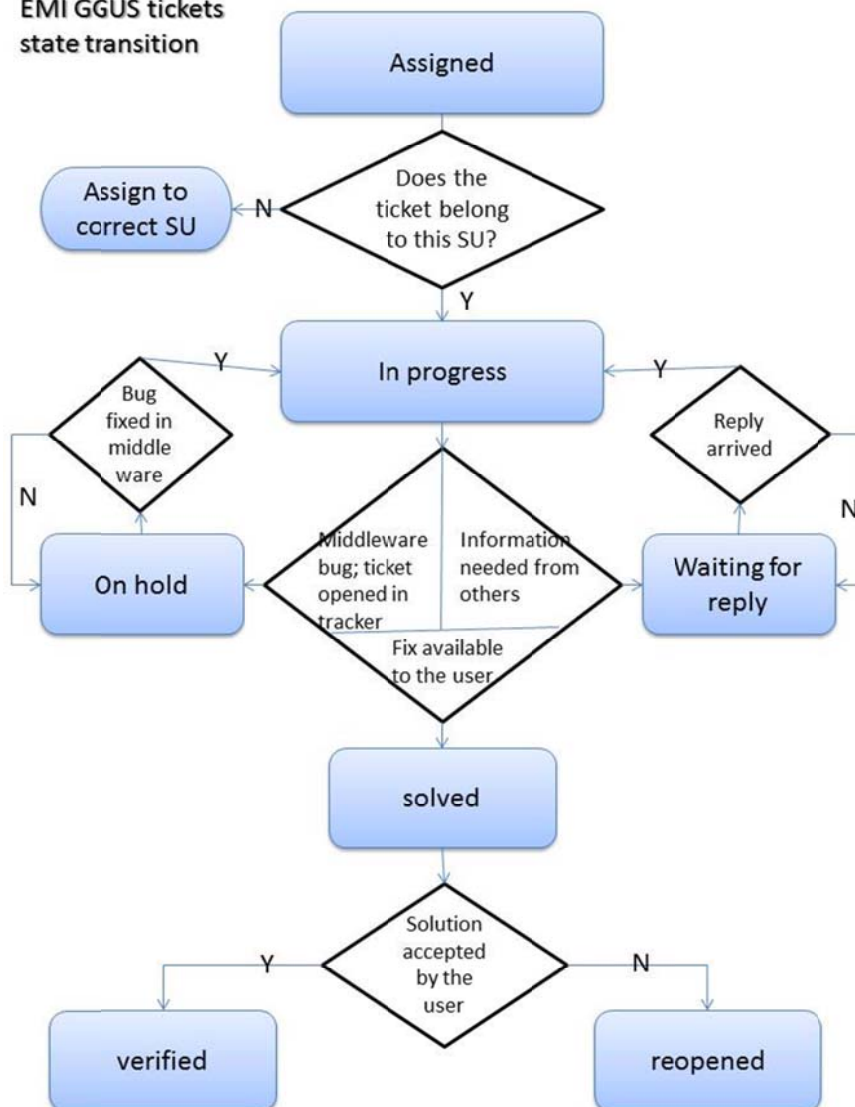 EMI GGUS tickets
state transition
Assigned
Does the
ticket belong
to this SU?
N
Assign to
correct SU
Y
In progress
Y
Y
Bug
fixed in
middle
ware
Reply
arrived
N
N
Middleware
bug; ticket
opened in
tracker
Information
needed from
others
On hold
Waiting for
reply
Fix available
to the user
solved
Solution
accepted
by the
user
Y
N
verified
reopened